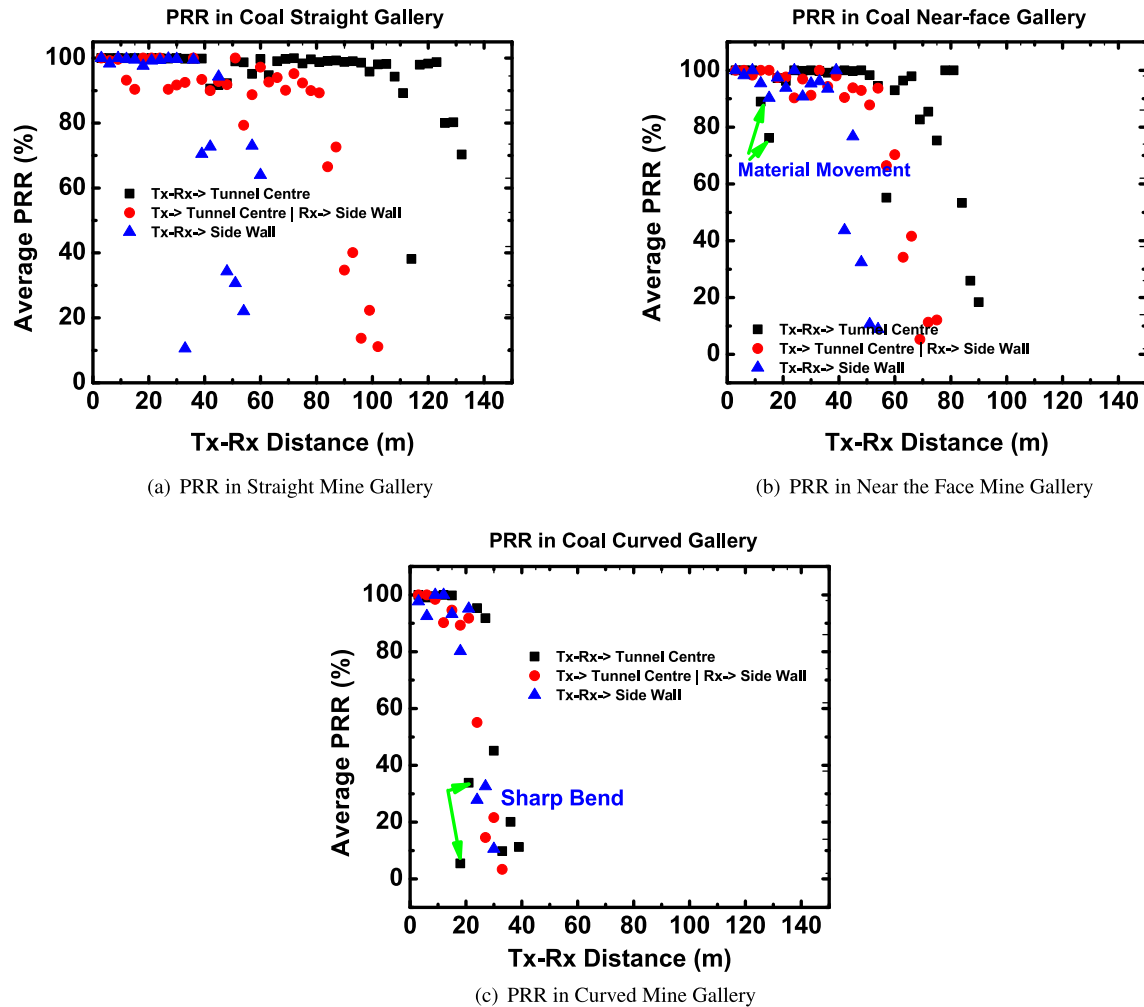 PRR in Coal Straight Gallery
Average PRR (%)
100
80
60
40
20
0
Tx-Rx-> Tunnel Centre
Tx-> Tunnel Centre | Rx-> Side Wall
Tx-Rx-> Side Wall
0 20 40 60 80 100 120 140
Tx-Rx Distance (m)
(a) PRR in Straight Mine Gallery
PRR in Coal Near-face Gallery
Average PRR (%)
100
80
60
40
20
0
Material Movement
Tx-Rx-> Tunnel Centre
Tx-> Tunnel Centre | Rx-> Side Wall
Tx-Rx-> Side Wall
0 20 40 60 80 100 120 140
Tx-Rx Distance (m)
(b) PRR in Near the Face Mine Gallery
PRR in Coal Curved Gallery
Average PRR (%)
100
80
60
40
20
0
Tx-Rx-> Tunnel Centre
Tx-> Tunnel Centre | Rx-> Side Wall
Tx-Rx-> Side Wall
Sharp Bend
0 20 40 60 80 100 120 140
Tx-Rx Distance (m)
(c) PRR in Curved Mine Gallery